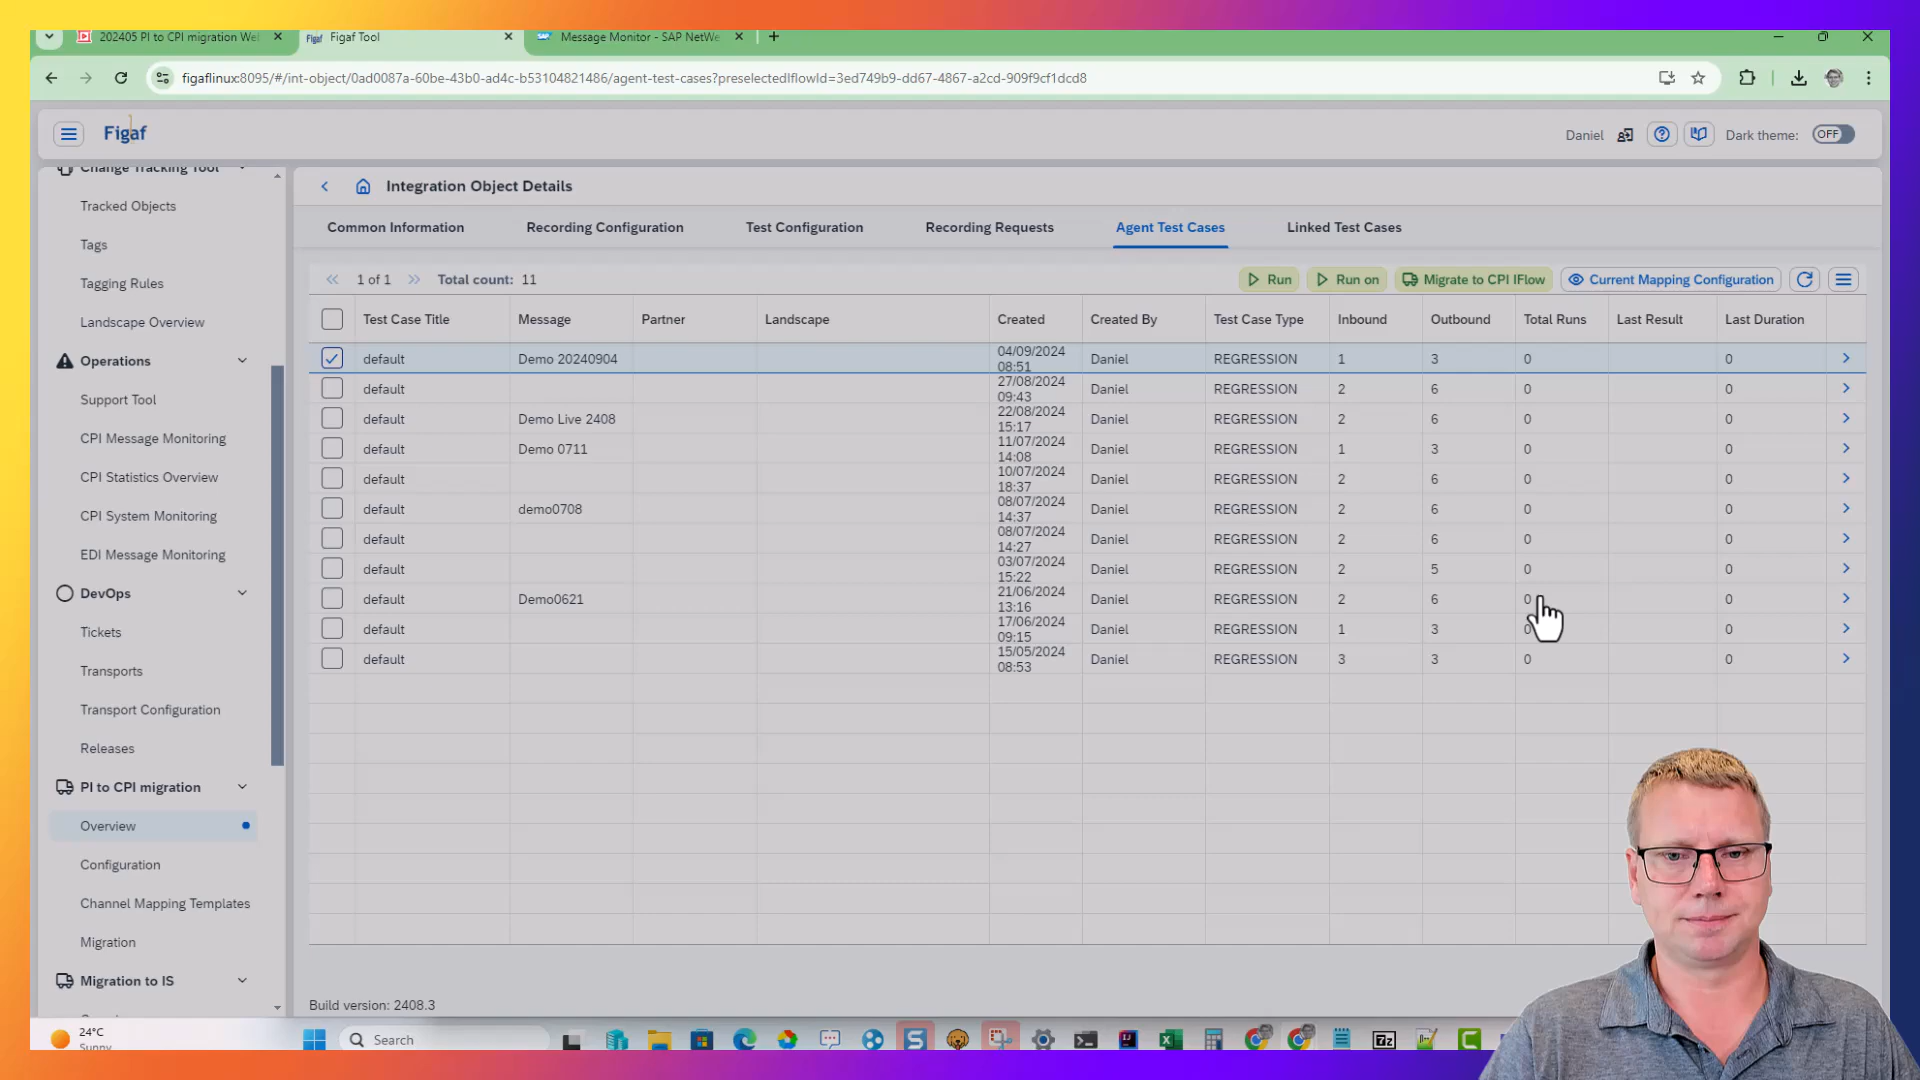 202405 PI to CPI migration Wel
Figaf Figaf Tool
Message Monitor - SAP NetWe
figaflinux:8095/#/int-object/0ad0087a-60be-43b0-ad4c-b53104821486/agent-test-cases?preselectedIflowId=3ed749b9-dd67-4867-a2cd-909f9cf1dcd8
Figaf
Daniel
Dark theme: OFF
Change Tracking Tool
Tracked Objects
Tags
Tagging Rules
Landscape Overview
Operations
Support Tool
CPI Message Monitoring
CPI Statistics Overview
CPI System Monitoring
EDI Message Monitoring
DevOps
Tickets
Transports
Transport Configuration
Releases
PI to CPI migration
Overview
Configuration
Channel Mapping Templates
Migration
Migration to IS
Integration Object Details
Common Information Recording Configuration Test Configuration Recording Requests Agent Test Cases Linked Test Cases
1 of 1 Total count: 11 Run Run on Migrate to CPI IFlow Current Mapping Configuration
Test Case Title Message Partner Landscape Created Created By Test Case Type Inbound Outbound Total Runs Last Result Last Duration
default Demo 20240904 04/09/2024 08:51 Daniel REGRESSION 1 3 0 0
default 27/08/2024 09:43 Daniel REGRESSION 2 6 0 0
default Demo Live 2408 22/08/2024 15:17 Daniel REGRESSION 2 6 0 0
default Demo 0711 11/07/2024 14:08 Daniel REGRESSION 1 3 0 0
default 10/07/2024 18:37 Daniel REGRESSION 2 6 0 0
default demo0708 08/07/2024 14:37 Daniel REGRESSION 2 6 0 0
default 08/07/2024 14:27 Daniel REGRESSION 2 6 0 0
default 03/07/2024 15:22 Daniel REGRESSION 2 5 0 0
default Demo0621 21/06/2024 13:16 Daniel REGRESSION 2 6 0 0
default 17/06/2024 09:15 Daniel REGRESSION 1 3 0 0
default 15/05/2024 08:53 Daniel REGRESSION 3 3 0 0
Build version: 2408.3
24°C
Sunny
Search